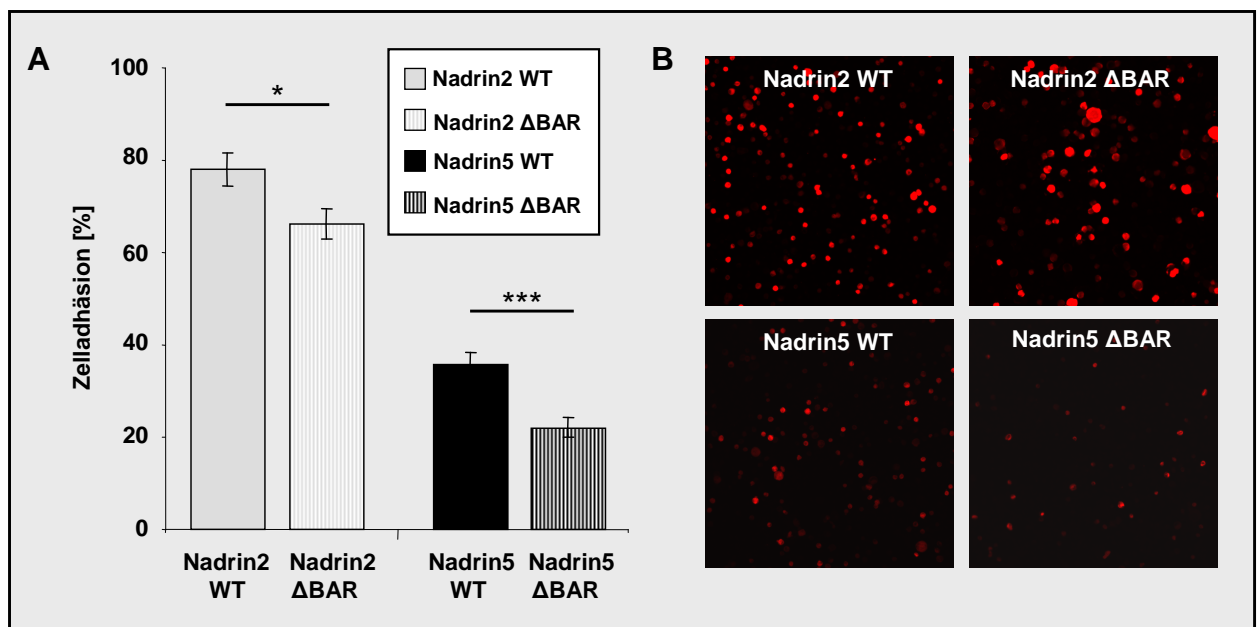 A
Zelladhäsion [%]
100
80
60
40
20
0
*
***
Nadrin2 WT
Nadrin2 ΔBAR
Nadrin5 WT
Nadrin5 ΔBAR
Nadrin2
WT
Nadrin2
ΔBAR
Nadrin5
WT
Nadrin5
ΔBAR
B
Nadrin2 WT
Nadrin2 ΔBAR
Nadrin5 WT
Nadrin5 ΔBAR